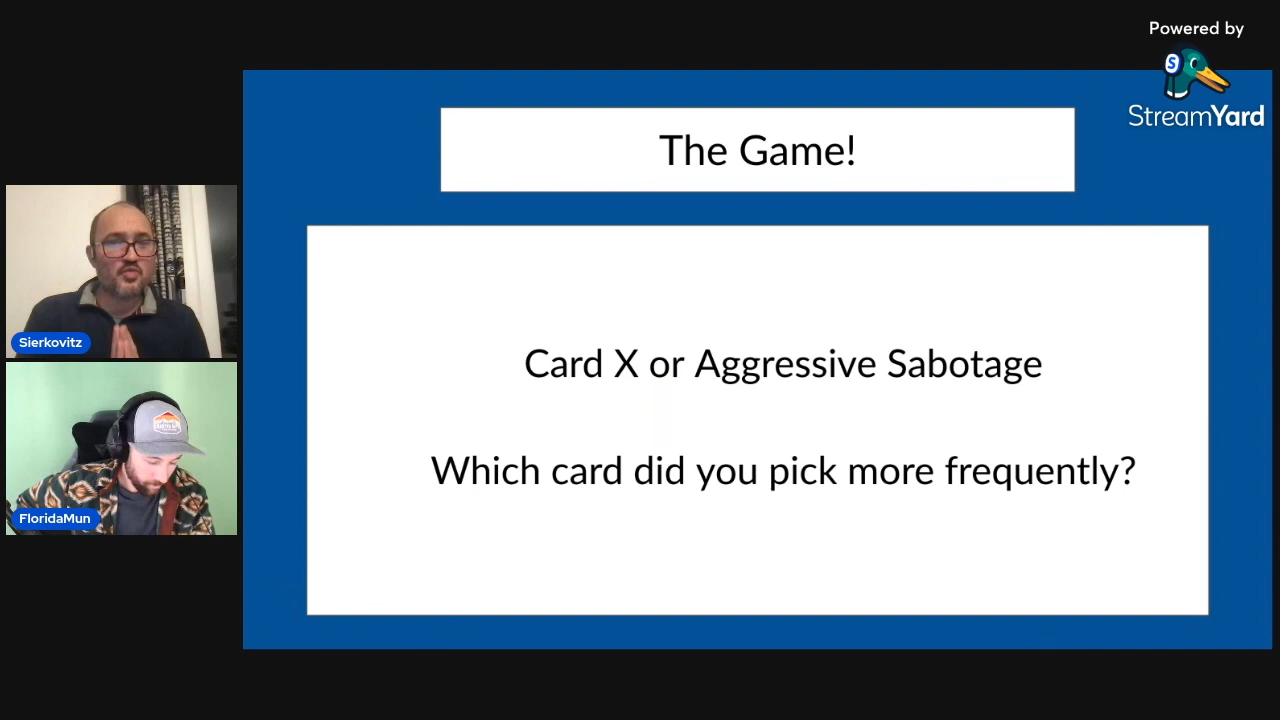 Powered by
StreamYard
The Game!
Card X or Aggressive Sabotage
Which card did you pick more frequently?
Sierkovitz
FloridaMun